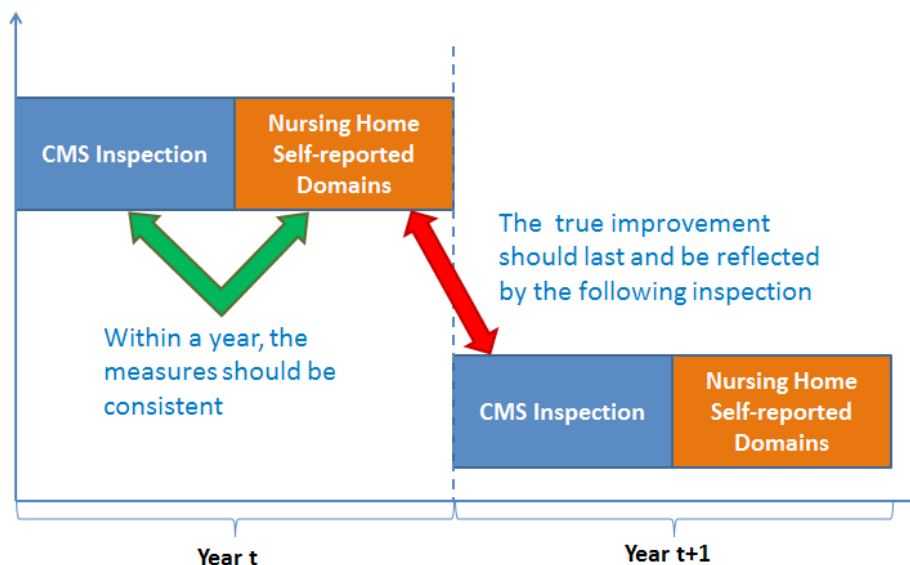 CMS Inspection
Nursing Home
Self-reported
Domains
The true improvement
should last and be reflected
by the following inspection
Within a year, the
measures should be
consistent
CMS Inspection
Nursing Home
Self-reported
Domains
Year t
Year t+1